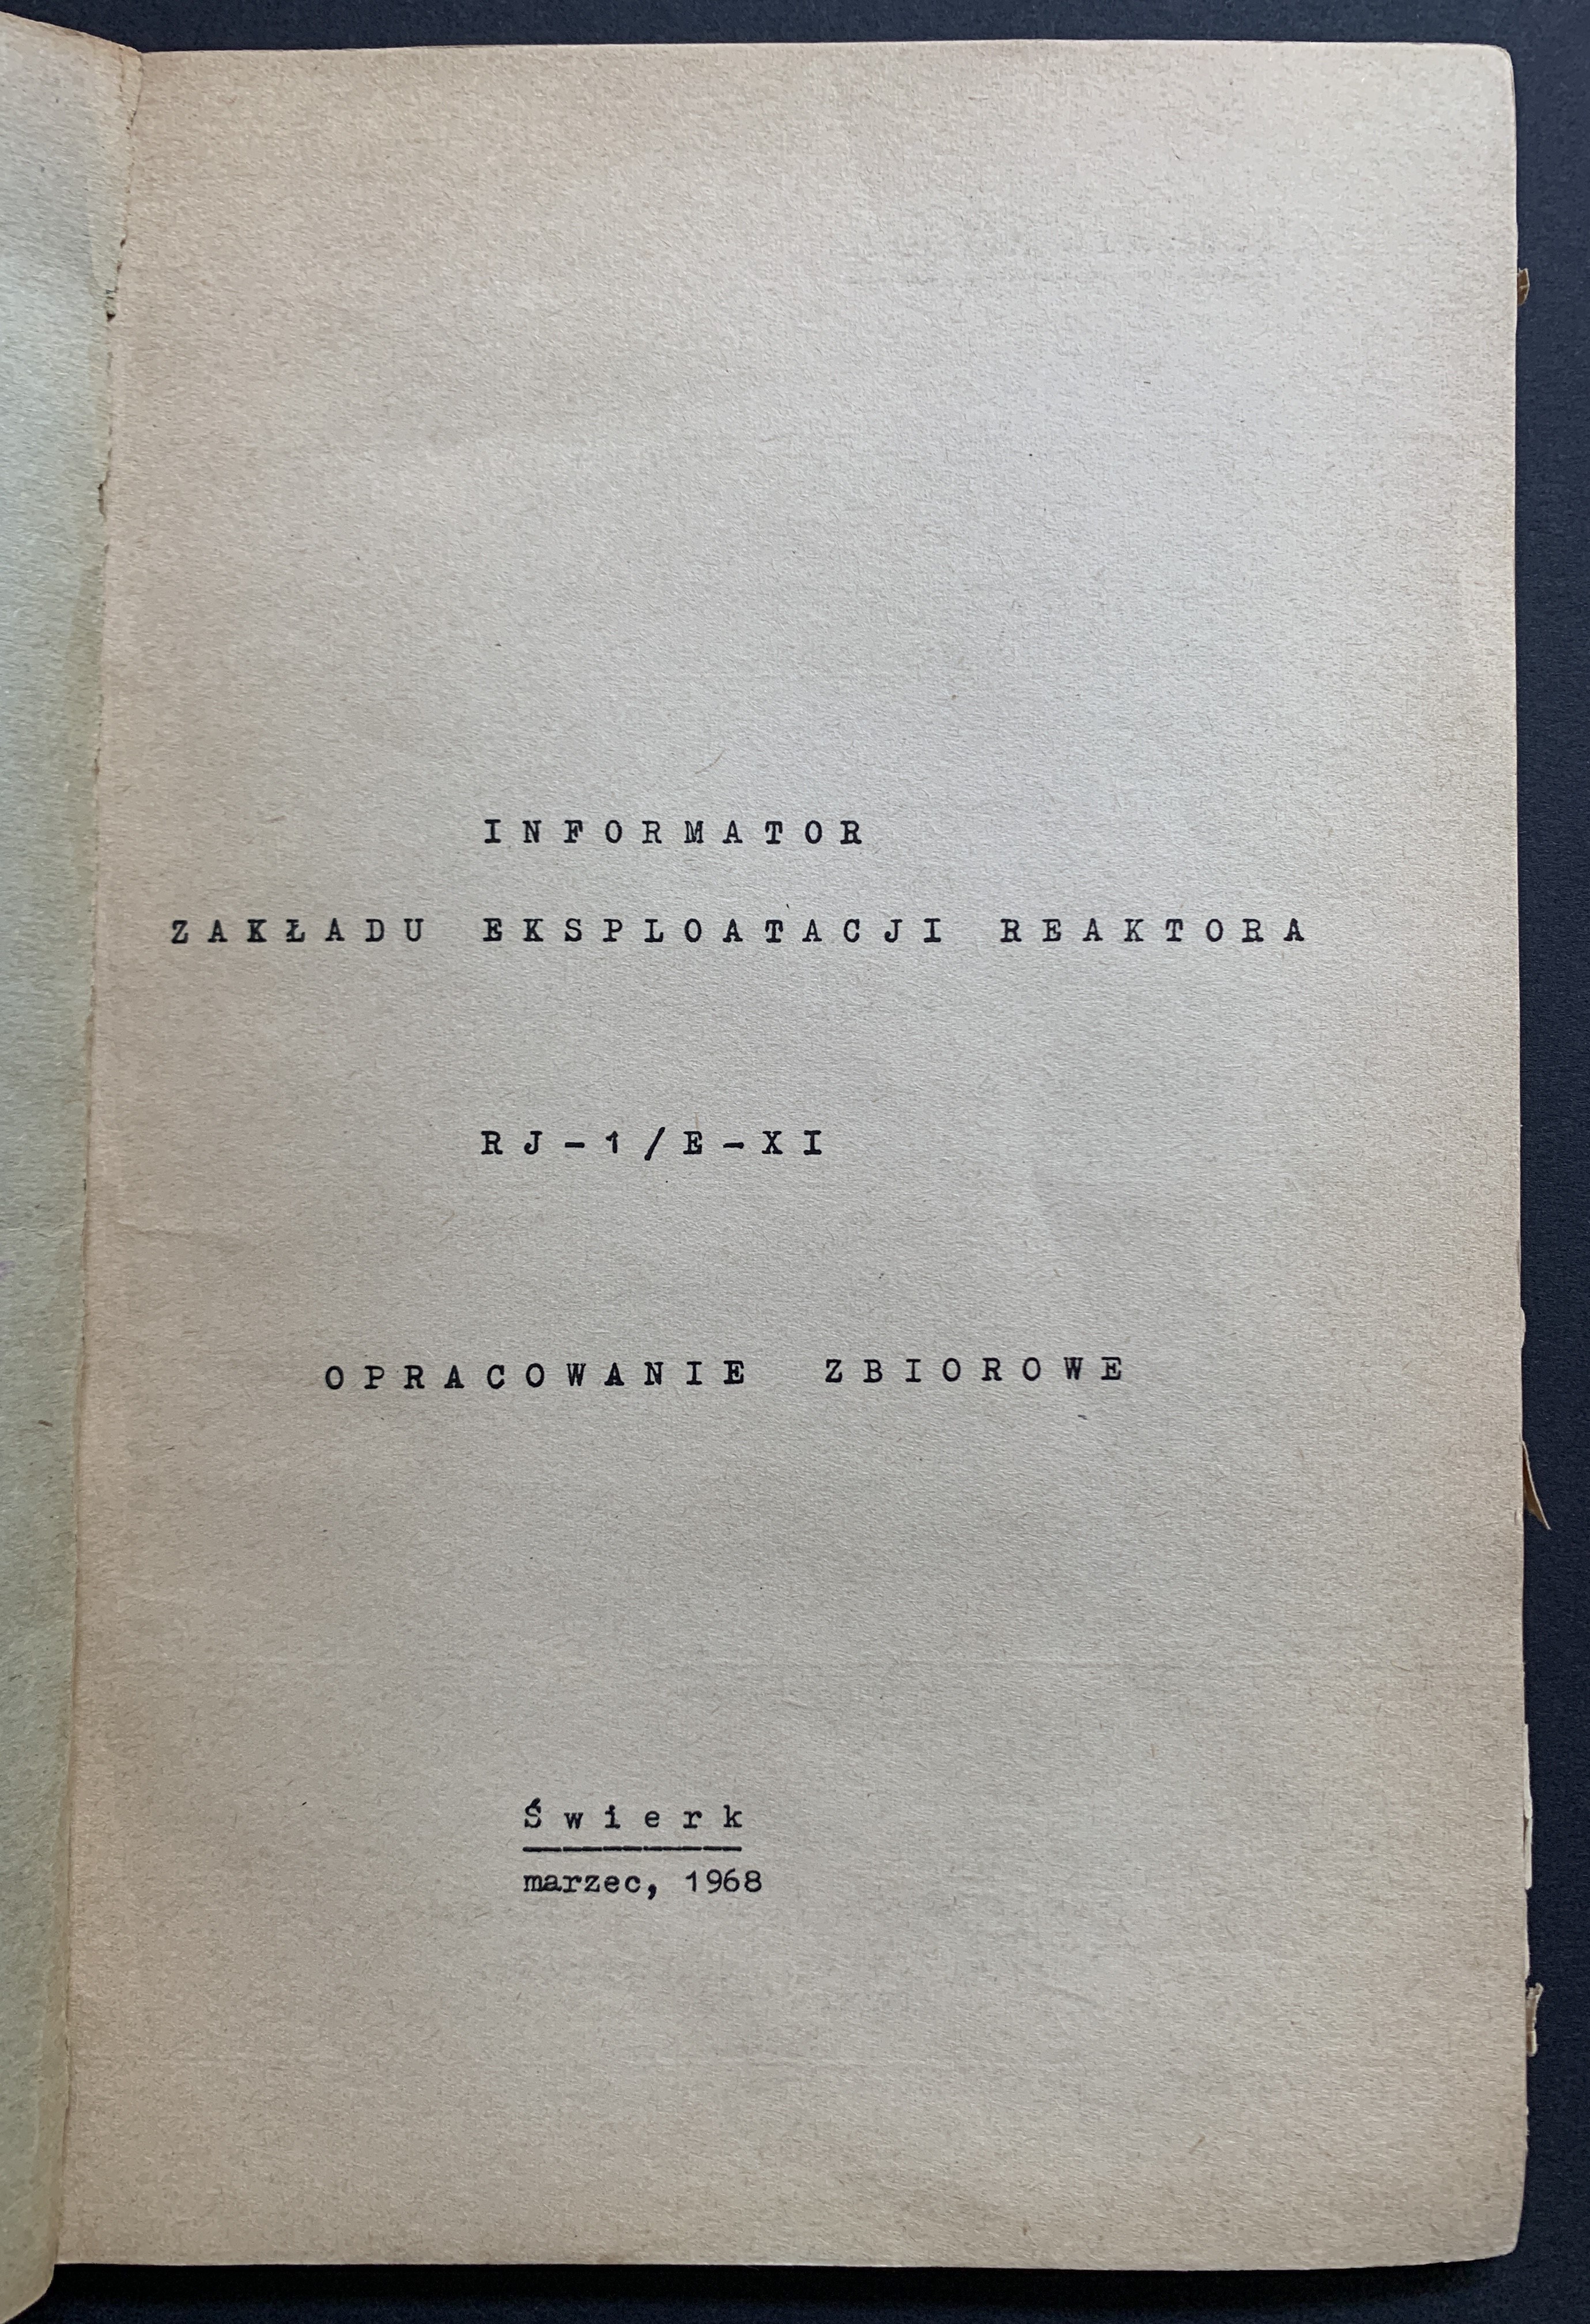 INFORMATOR
ZAKŁADU EKSPLOATACJI REAKTORA
RJ-1/E-XI
OPRACOWANIE ZBIOROWE
Świerk
marzec, 1968